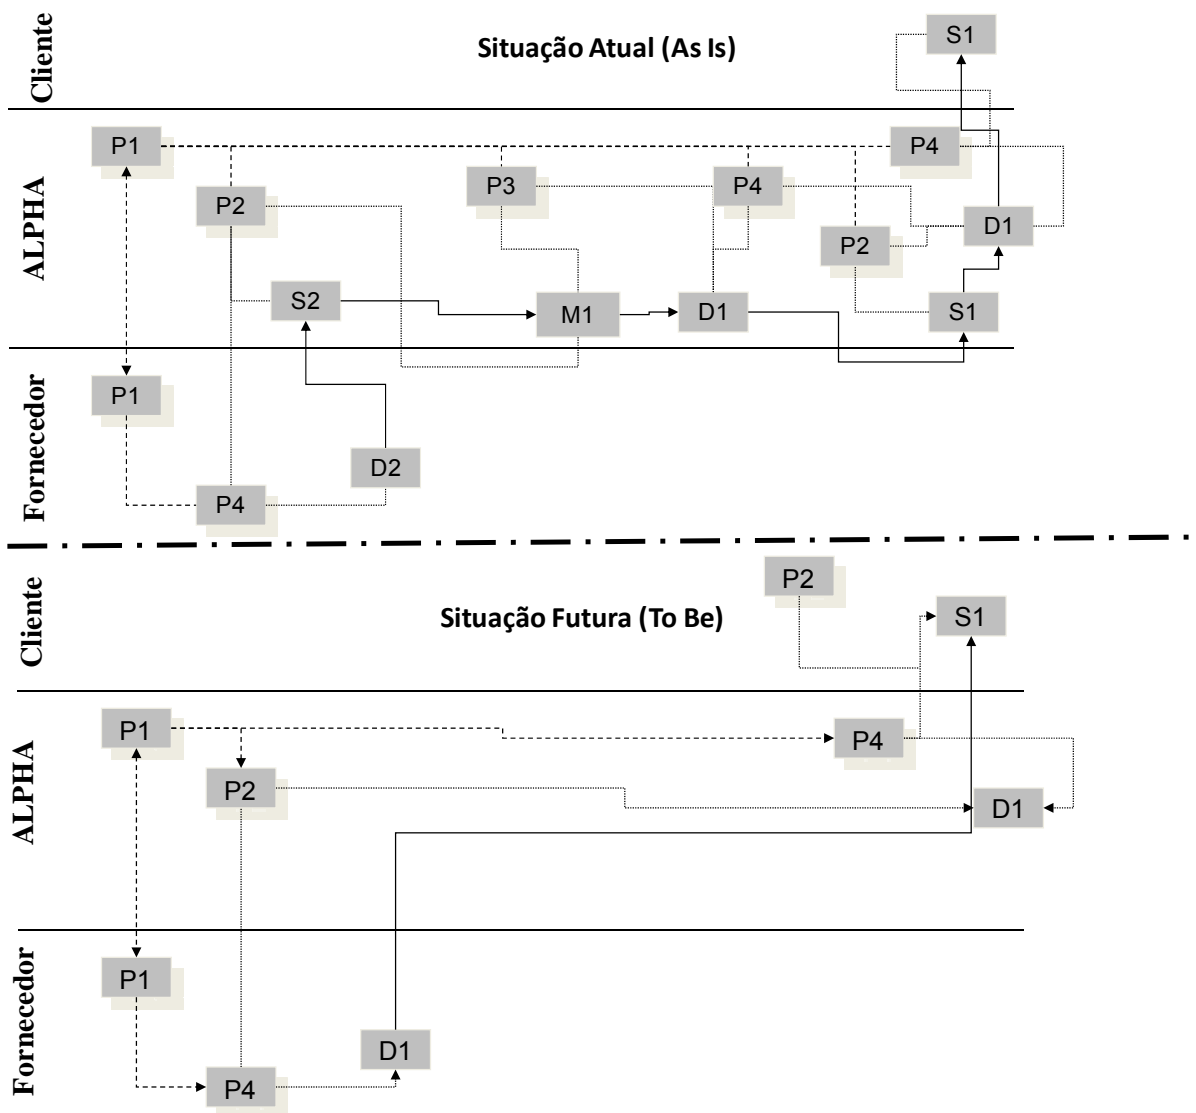 Situação Atual (As Is)
Cliente
S1
ALPHA
P1
P4
P3
P4
P2
D1
P2
S2
M1
D1
S1
Fornecedor
P1
D2
P4
Situação Futura (To Be)
Cliente
P2
S1
ALPHA
P1
P4
P2
D1
Fornecedor
P1
D1
P4